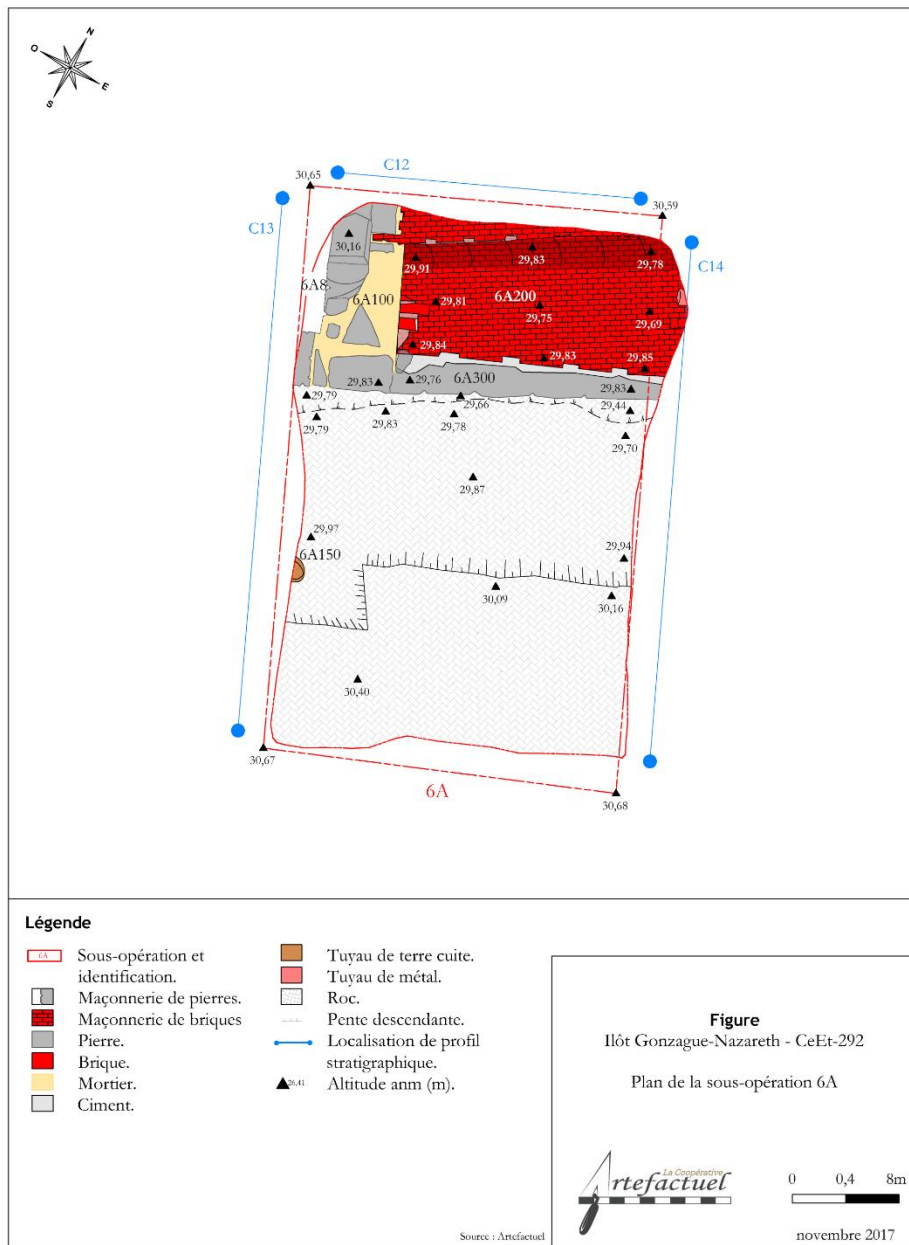 N
O
E
S
C12
30,65
30,59
C13
C14
30,16
29,83
29,78
29,91
6A8
6A100
29,81
6A200
29,75
29,69
29,84
29,83
29,85
29,83
29,76
6A300
29,83
29,79
29,66
29,44
29,79
29,83
29,78
29,70
29,87
29,97
29,94
6A150
30,09
30,16
30,40
30,67
6A
30,68
Légende
6A Sous-opération et
identification.
Maçonnerie de pierres.
Maçonnerie de briques
Pierre.
Brique.
Mortier.
Ciment.
Tuyau de terre cuite.
Tuyau de métal.
Roc.
Pente descendante.
Localisation de profil
stratigraphique.
26,41 Altitude anm (m).
Figure
Ilôt Gonzague-Nazareth - CeEt-292
Plan de la sous-opération 6A
La Coopérative
Artefactuel
0 0,4 8m
novembre 2017
Source : Artefactuel